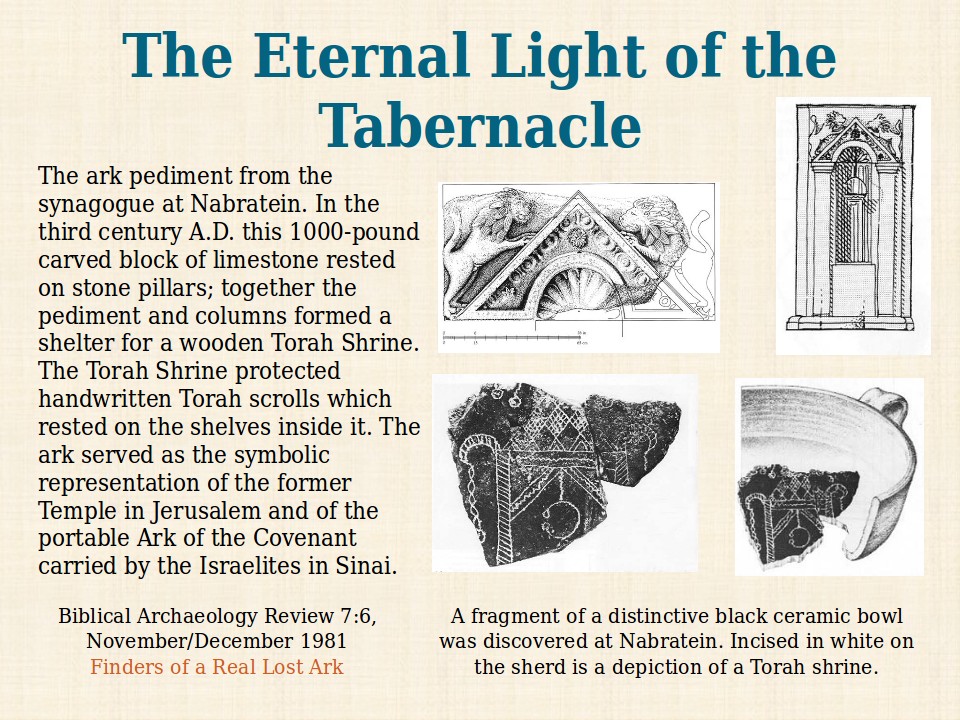 The Eternal Light of the
Tabernacle
The ark pediment from the
synagogue at Nabratein. In the
third century A.D. this 1000-pound
carved block of limestone rested
on stone pillars; together the
pediment and columns formed a
shelter for a wooden Torah Shrine.
The Torah Shrine protected
handwritten Torah scrolls which
rested on the shelves inside it. The
ark served as the symbolic
representation of the former
Temple in Jerusalem and of the
portable Ark of the Covenant
carried by the Israelites in Sinai.
Biblical Archaeology Review 7:6,
November/December 1981
Finders of a Real Lost Ark
A fragment of a distinctive black ceramic bowl
was discovered at Nabratein. Incised in white on
the sherd is a depiction of a Torah shrine.